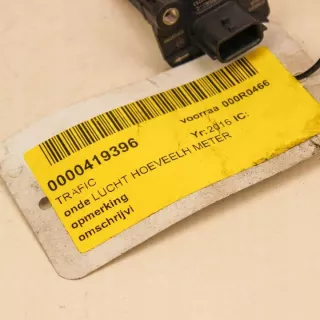 voorraa 000R0466
0000419396
Yr:2016 IC:
TRAFIC
onde LUCHT HOEVEELH METER
opmerking
omschrijvi